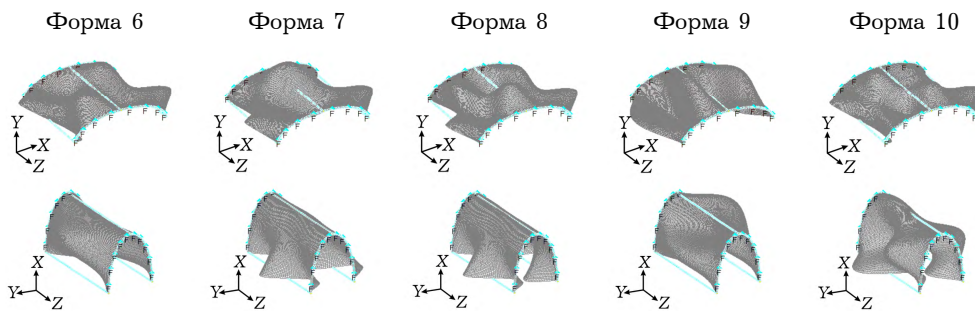 Форма 6 Форма 7 Форма 8 Форма 9 Форма 10
Y X Z Y X Z Y X Z Y X Z Y X Z
X Y Z X Y Z X Y Z X Y Z X Y Z